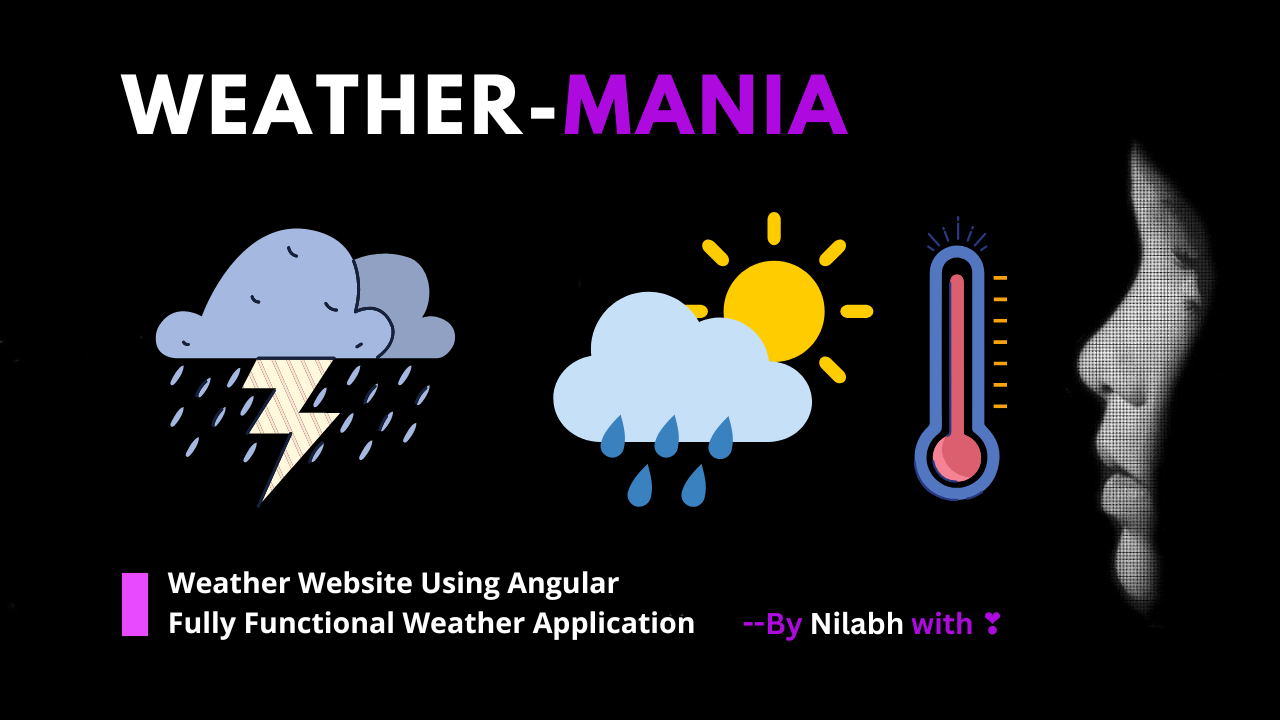 WEATHER-MANIA
Weather Website Using Angular
Fully Functional Weather Application
--By Nilabh with ❣